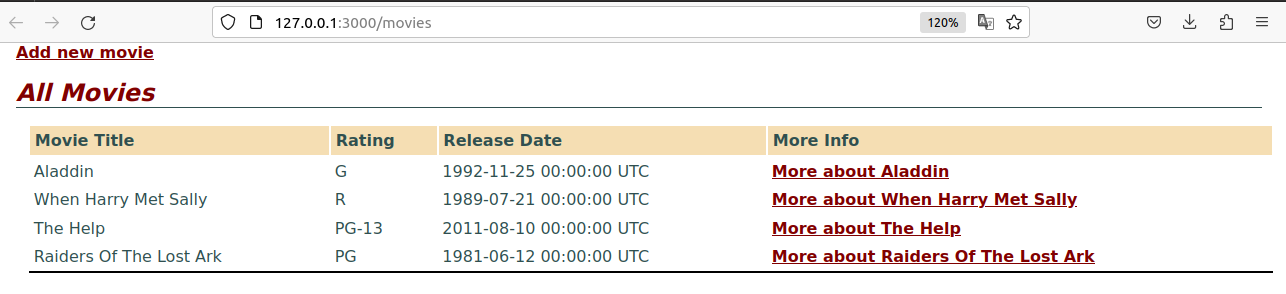 127.0.0.1:3000/movies 120%
Add new movie
All Movies
Movie Title Rating Release Date More Info
Aladdin G 1992-11-25 00:00:00 UTC More about Aladdin
When Harry Met Sally R 1989-07-21 00:00:00 UTC More about When Harry Met Sally
The Help PG-13 2011-08-10 00:00:00 UTC More about The Help
Raiders Of The Lost Ark PG 1981-06-12 00:00:00 UTC More about Raiders Of The Lost Ark